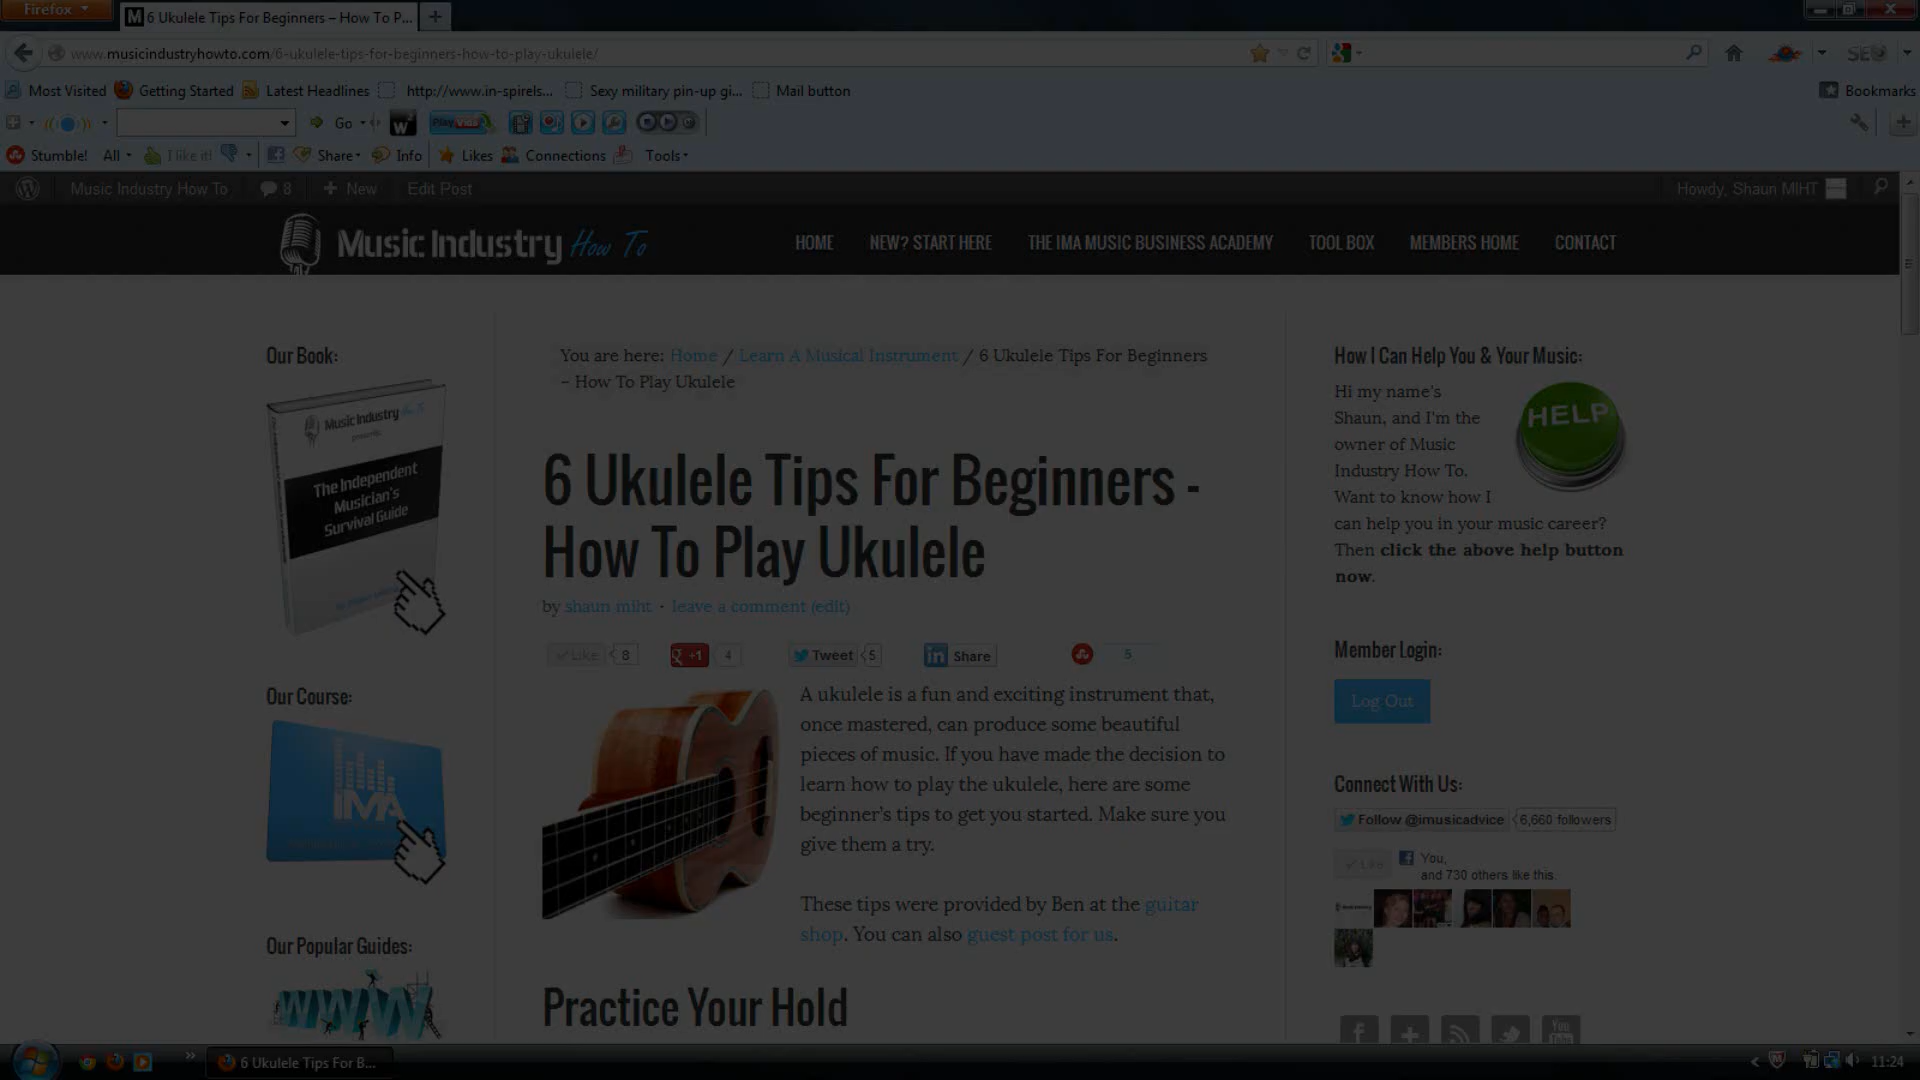 Firefox
6 Ukulele Tips For Beginners – How To P...
www.musicindustryhowto.com/6-ukulele-tips-for-beginners-how-to-play-ukulele/
Most Visited Getting Started Latest Headlines http://www.in-spirels... Sexy military pin-up gi... Mail button Bookmarks
Go W
Stumble! All I like it! Share Info Likes Connections Tools
Music Industry How To 8 New Edit Post Howdy, Shaun MIHT
Music Industry How To HOME NEW? START HERE THE IMA MUSIC BUSINESS ACADEMY TOOL BOX MEMBERS HOME CONTACT
Our Book:
Music Industry How To
presents:
The Independent
Musician's
Survival Guide
Our Course:
IMA
Our Popular Guides:
WWW
You are here: Home / Learn A Musical Instrument / 6 Ukulele Tips For Beginners
– How To Play Ukulele
6 Ukulele Tips For Beginners -
How To Play Ukulele
by shaun miht · leave a comment (edit)
Like 8 +1 4 Tweet 5 in Share 5
A ukulele is a fun and exciting instrument that,
once mastered, can produce some beautiful
pieces of music. If you have made the decision to
learn how to play the ukulele, here are some
beginner's tips to get you started. Make sure you
give them a try.
These tips were provided by Ben at the guitar
shop. You can also guest post for us.
Practice Your Hold
How I Can Help You & Your Music:
Hi my name's
Shaun, and I'm the
owner of Music
Industry How To.
Want to know how I
can help you in your music career?
Then click the above help button
now.
HELP
Member Login:
Log Out
Connect With Us:
Follow @imusicadvice 6,660 followers
Like You,
and 730 others like this.
6 Ukulele Tips For B... 11:24